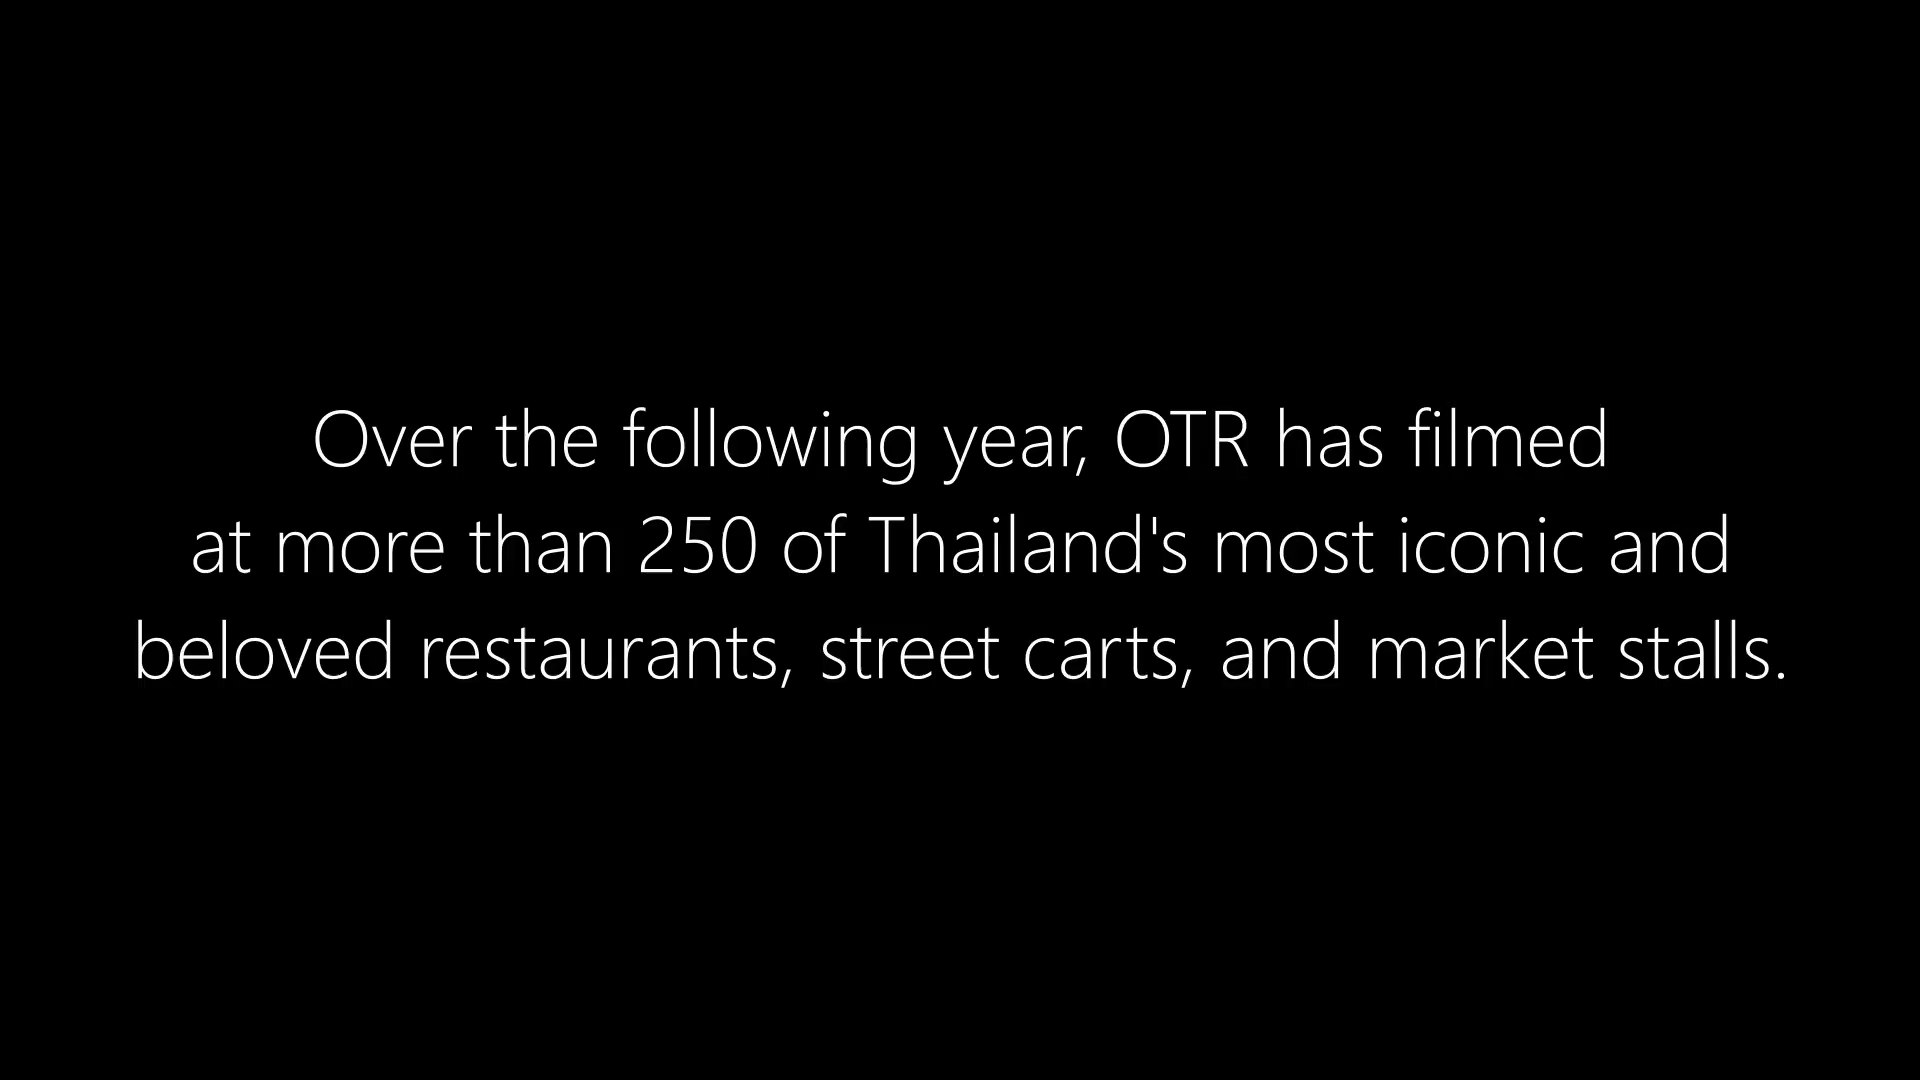 Over the following year, OTR has filmed
at more than 250 of Thailand's most iconic and
beloved restaurants, street carts, and market stalls.